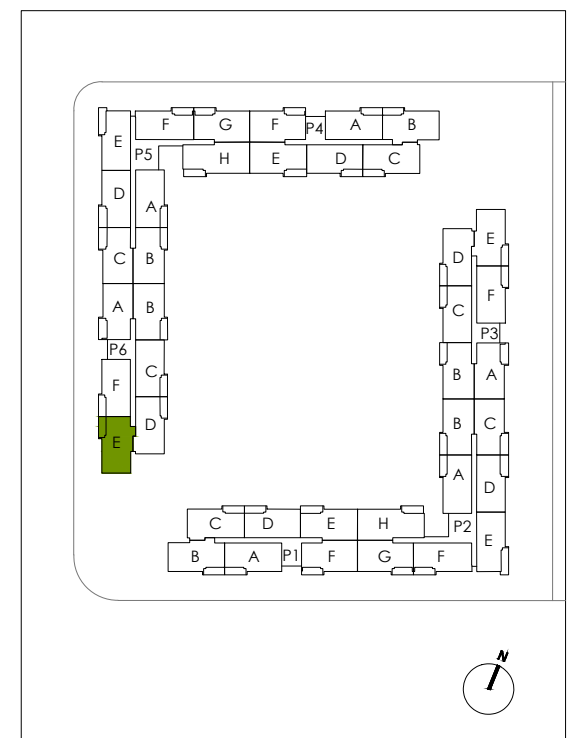 F G F P4 A B
E P5 H E D C
D A
C B
A B
P6 C
F D
E
E
D F
C P3
B A
B C
A D
C D E H P2 E
B A P1 F G F
N